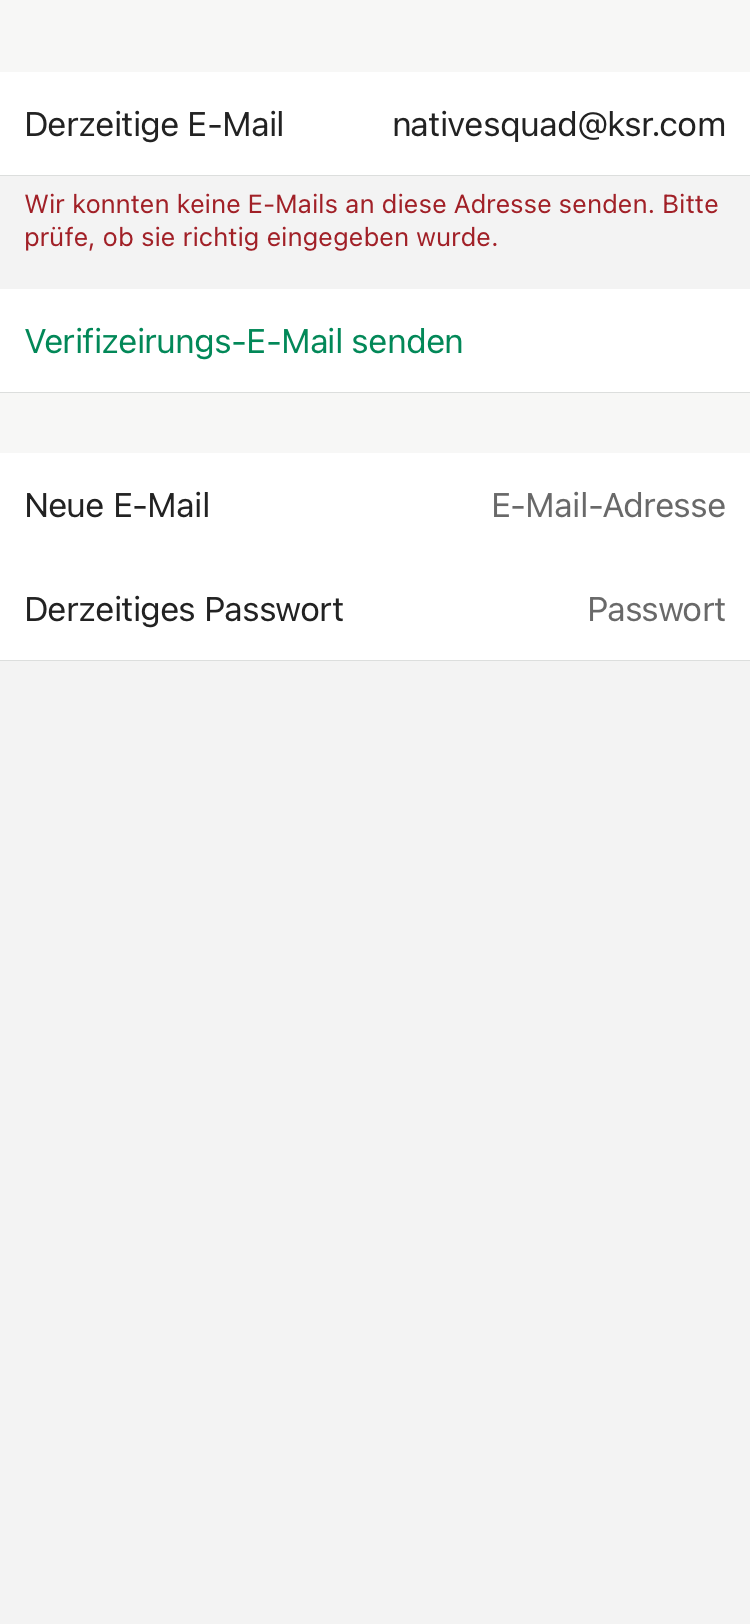 Derzeitige E-Mail nativesquad@ksr.com
Wir konnten keine E-Mails an diese Adresse senden. Bitte
prüfe, ob sie richtig eingegeben wurde.
Verifizeirungs-E-Mail senden
Neue E-Mail E-Mail-Adresse
Derzeitiges Passwort Passwort